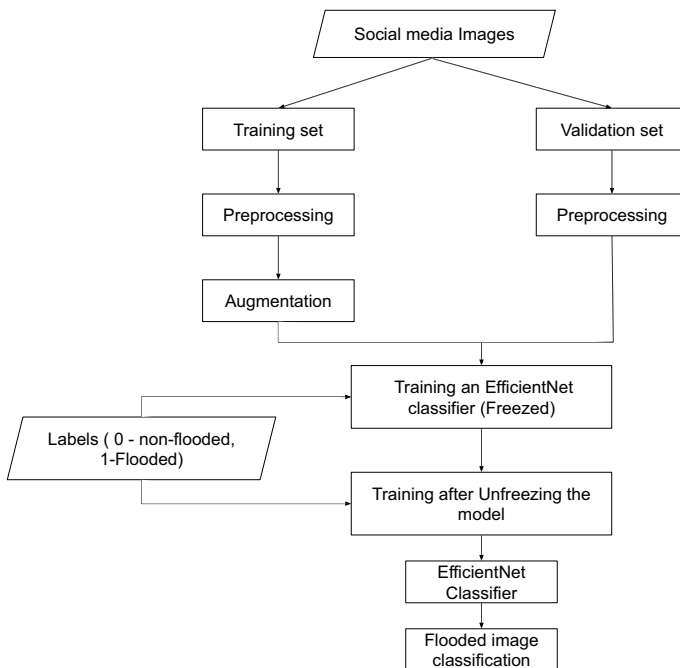 Social media Images
Training set
Validation set
Preprocessing
Preprocessing
Augmentation
Training an EfficientNet
classifier (Freezed)
Labels ( 0 - non-flooded,
1-Flooded)
Training after Unfreezing the
model
EfficientNet
Classifier
Flooded image
classification